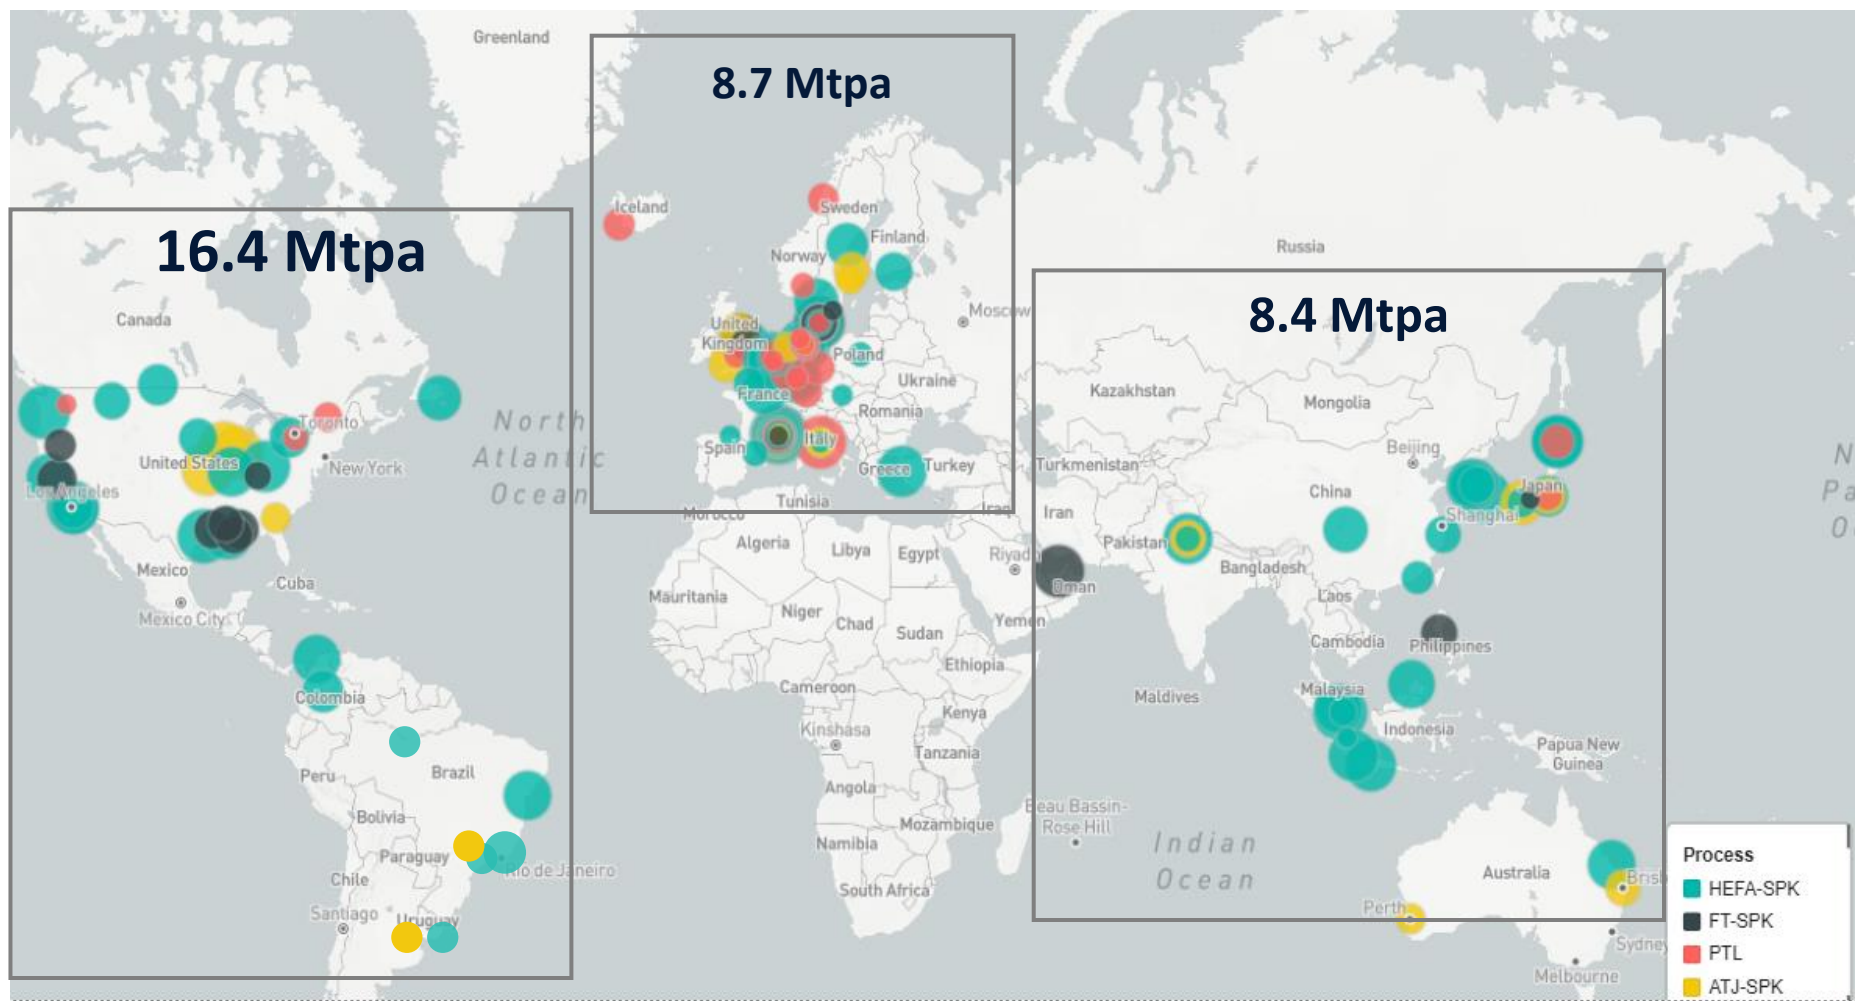 Greenland
8.7 Mtpa
Iceland
Sweden
Finland
Norway
Russia
16.4 Mtpa
8.4 Mtpa
Canada
United
Kingdom
Moscow
Poland
Ukraine
France
Romania
Kazakhstan
Mongolia
North
Atlantic
Ocean
Toronto
United States
New York
Los Angeles
Spain
Italy
Greece
Turkey
Turkmenistan
Beijing
China
Japan
Shanghai
Tunisia
Morocco
Iraq
Iran
Algeria
Libya
Egypt
Riyad
Pakistan
Bangladesh
Oman
Laos
Mexico
Cuba
Mexico City
Mauritania
Niger
Chad
Sudan
Yemen
Cambodia
Philippines
Ethiopia
Cameroon
Maldives
Malaysia
Colombia
Kenya
Kinshasa
Indonesia
Tanzania
Papua New
Guinea
Peru
Brazil
Angola
Bolivia
Beau Bassin-
Rose Hill
Mozambique
Namibia
Indian
Ocean
Paraguay
Rio de Janeiro
Chile
South Africa
Australia
Brisb
Perth
Santiago
Uruguay
Sydney
Melbourne
N
Pa
O
Process
HEFA-SPK
FT-SPK
PTL
ATJ-SPK